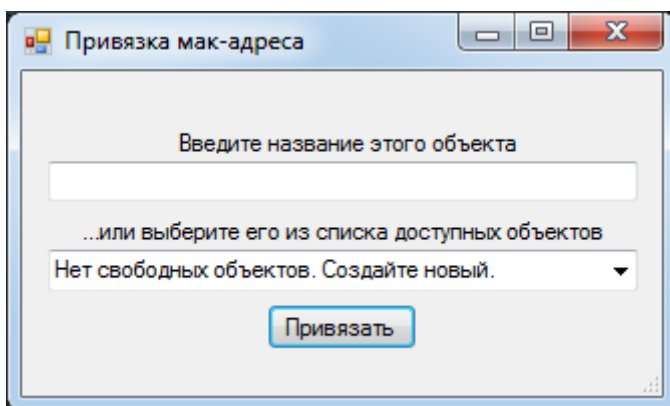 Привязка мак-адреса
Введите название этого объекта
...или выберите его из списка доступных объектов
Нет свободных объектов. Создайте новый.
Привязать